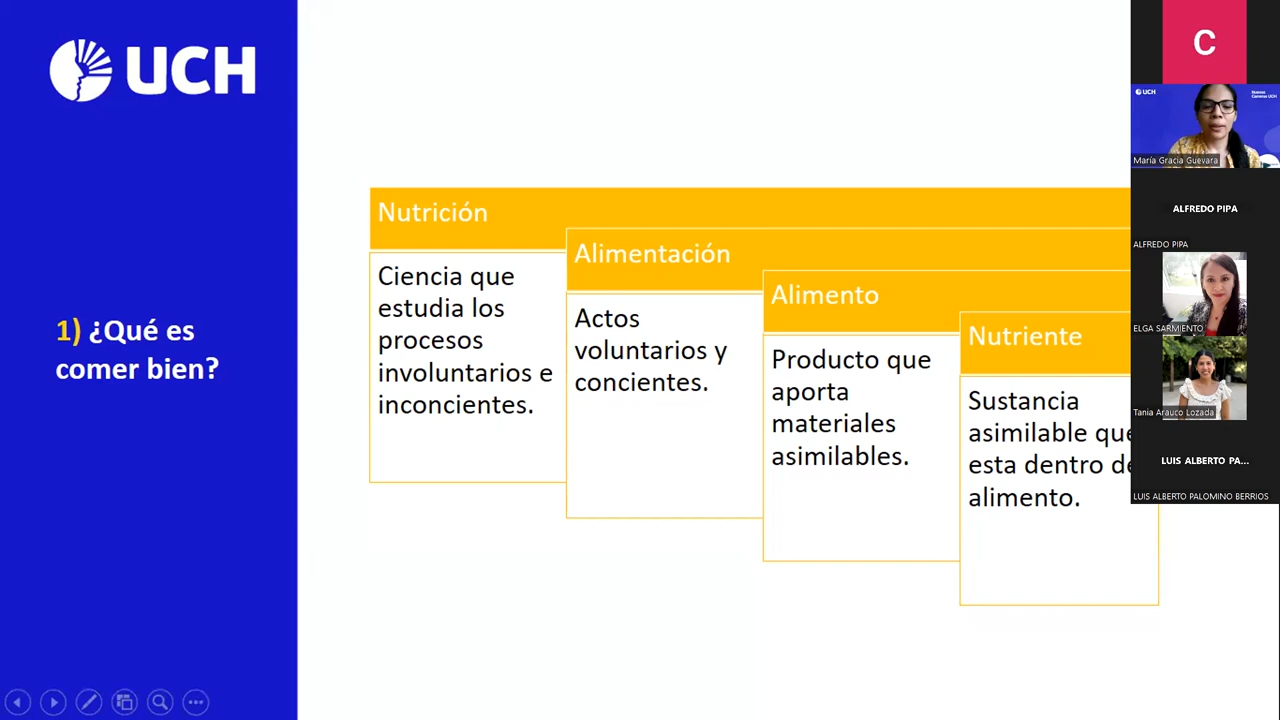 UCH
1) ¿Qué es
comer bien?
Nutrición
Ciencia que
estudia los
procesos
involuntarios e
inconcientes.
Alimentación
Actos
voluntarios y
concientes.
Alimento
Producto que
aporta
materiales
asimilables.
Nutriente
Sustancia
asimilable que
esta dentro de
alimento.
C
UCH
María Gracia Guevara
ALFREDO PIPA
ALFREDO PIPA
ELGA SARMIENTO
Tania Arauco Lozada
LUIS ALBERTO PA...
LUIS ALBERTO PALOMINO BERRIOS